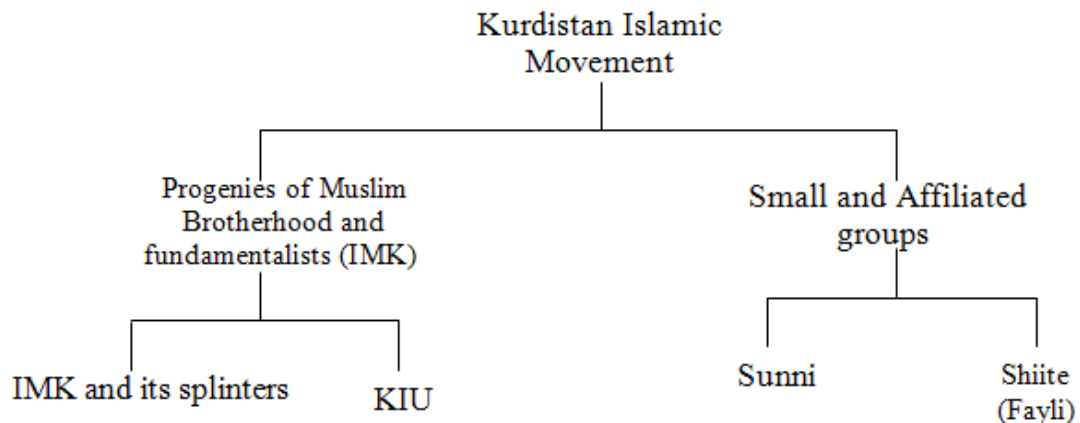 Kurdistan Islamic
Movement
Progenies of Muslim
Brotherhood and
fundamentalists (IMK)
Small and Affiliated
groups
IMK and its splinters
KIU
Sunni
Shiite
(Fayli)